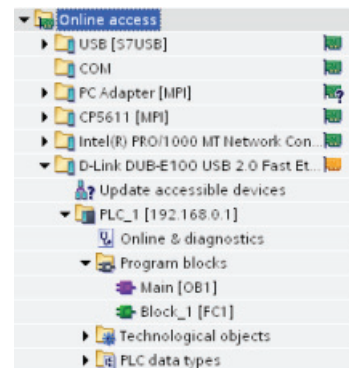 Online access
USB [S7USB]
COM
PC Adapter [MPI]
CP5611 [MPI]
Intel(R) PRO/1000 MT Network Con...
D-Link DUB-E100 USB 2.0 Fast Et...
Update accessible devices
PLC_1 [192.168.0.1]
Online & diagnostics
Program blocks
Main [OB1]
Block_1 [FC1]
Technological objects
PLC data types